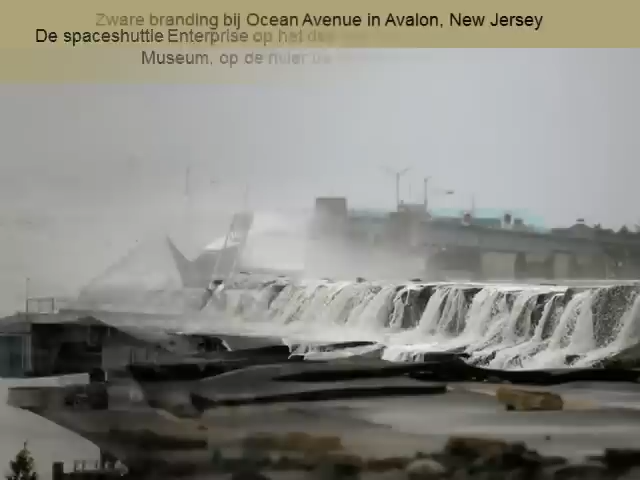 Zware branding bij Ocean Avenue in Avalon, New Jersey
De spaceshuttle Enterprise op het
Museum, op de